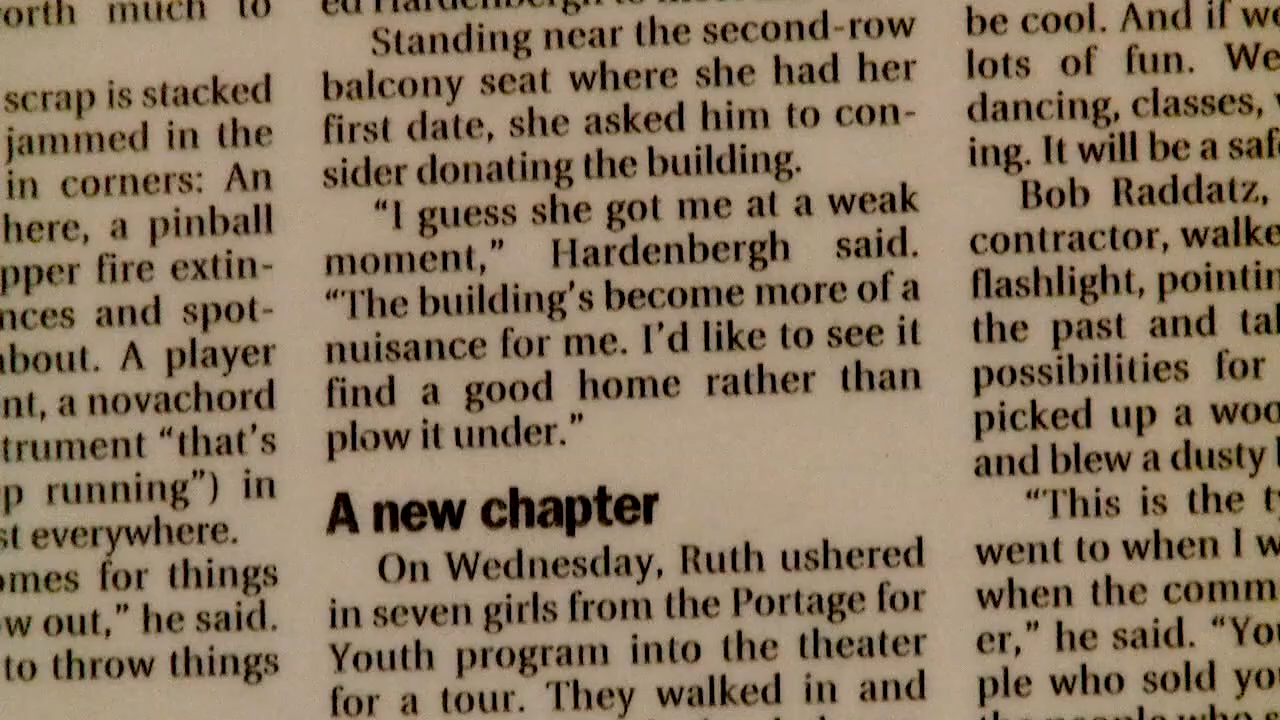 orth much to
scrap is stacked
jammed in the
in corners: An
here, a pinball
pper fire extin-
nces and spot-
about. A player
nt, a novachord
trument “that’s
p running”) in
st everywhere.
omes for things
ow out,” he said.
to throw things
Standing near the second-row
balcony seat where she had her
first date, she asked him to con-
sider donating the building.
“I guess she got me at a weak
moment,” Hardenbergh said.
“The building’s become more of a
nuisance for me. I’d like to see it
find a good home rather than
plow it under.”
A new chapter
On Wednesday, Ruth ushered
in seven girls from the Portage for
Youth program into the theater
for a tour. They walked in and
be cool. And if we
lots of fun. We
dancing, classes,
ing. It will be a safe
Bob Raddatz,
contractor, walke
flashlight, pointin
the past and tal
possibilities for
picked up a woo
and blew a dusty
“This is the t
went to when I w
when the comm
er,” he said. “You
ple who sold yo